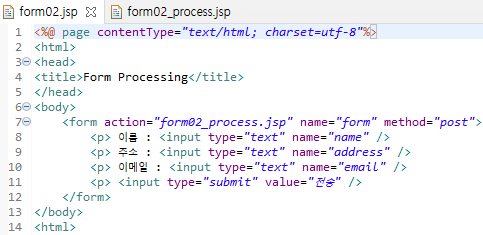 form02.jsp form02_process.jsp
1 <%@ page contentType="text/html; charset=utf-8"%>
2 <html>
3 <head>
4 <title>Form Processing</title>
5 </head>
6 <body>
7 <form action="form02_process.jsp" name="form" method="post">
8 <p> 이름 : <input type="text" name="name" />
9 <p> 주소 : <input type="text" name="address" />
10 <p> 이메일 : <input type="text" name="email" />
11 <p> <input type="submit" value="전송" />
12 </form>
13 </body>
14 <html>